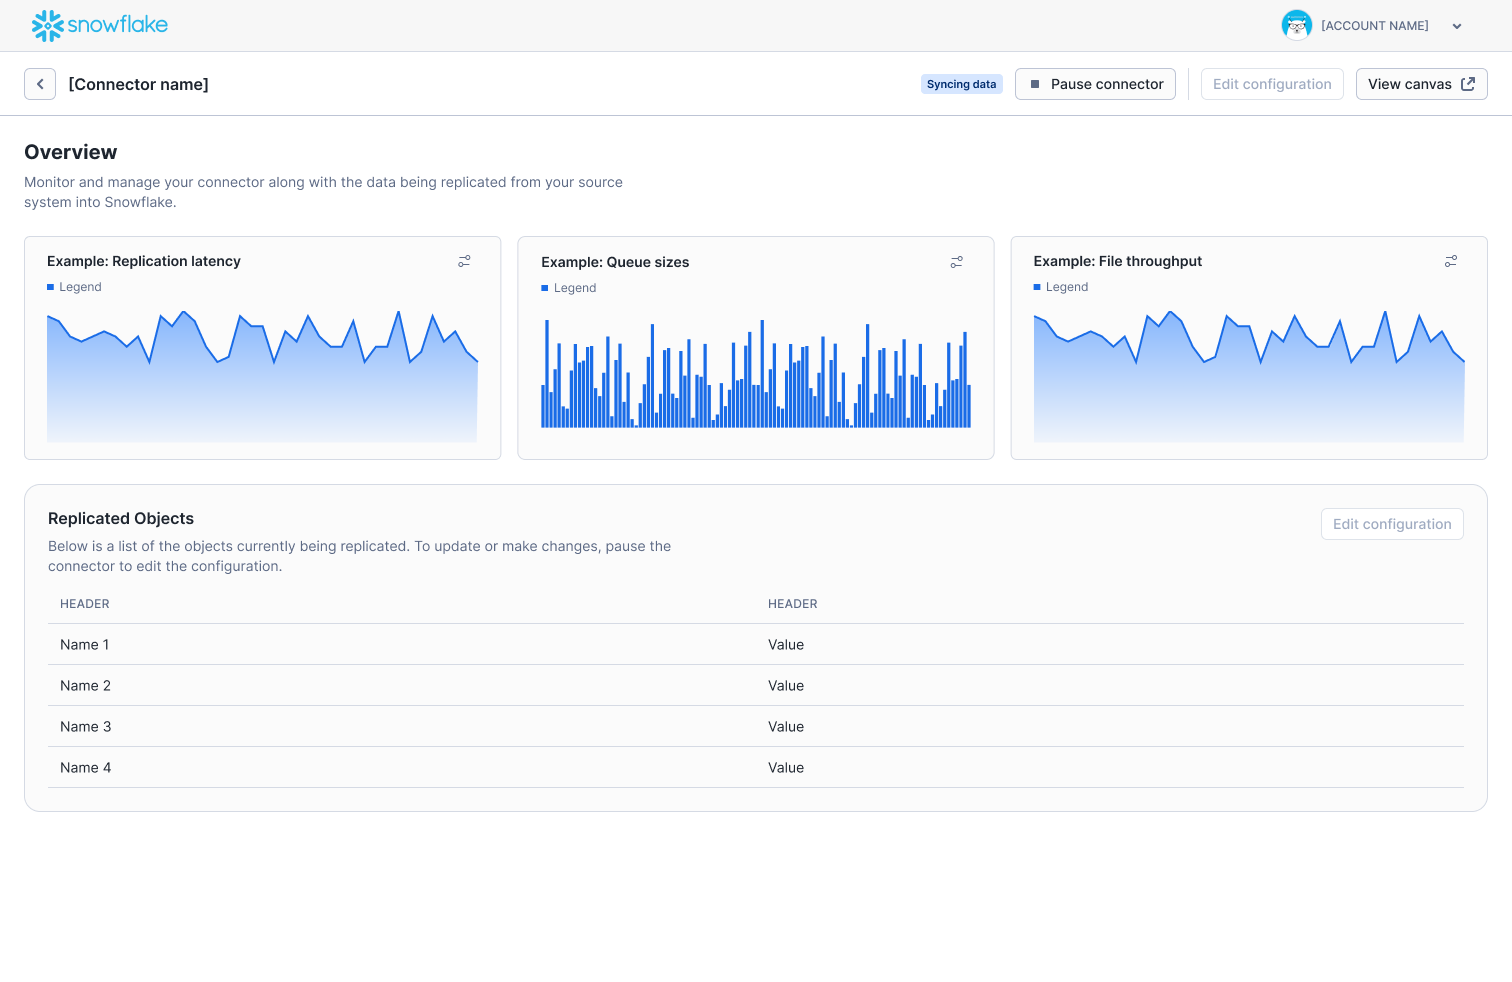 snowflake
[ACCOUNT NAME]
[Connector name]
Syncing data
Pause connector
Edit configuration
View canvas
Overview
Monitor and manage your connector along with the data being replicated from your source
system into Snowflake.
Example: Replication latency
Legend
Example: Queue sizes
Legend
Example: File throughput
Legend
Replicated Objects
Edit configuration
Below is a list of the objects currently being replicated. To update or make changes, pause the
connector to edit the configuration.
HEADER HEADER
Name 1 Value
Name 2 Value
Name 3 Value
Name 4 Value